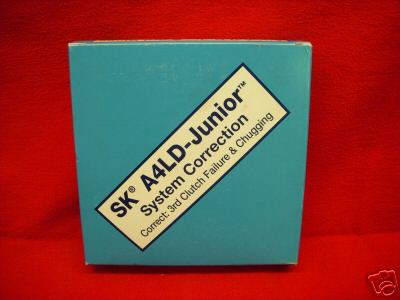 SK® A4LD-Junior™
System Correction
Correct: 3rd Clutch Failure & Chugging